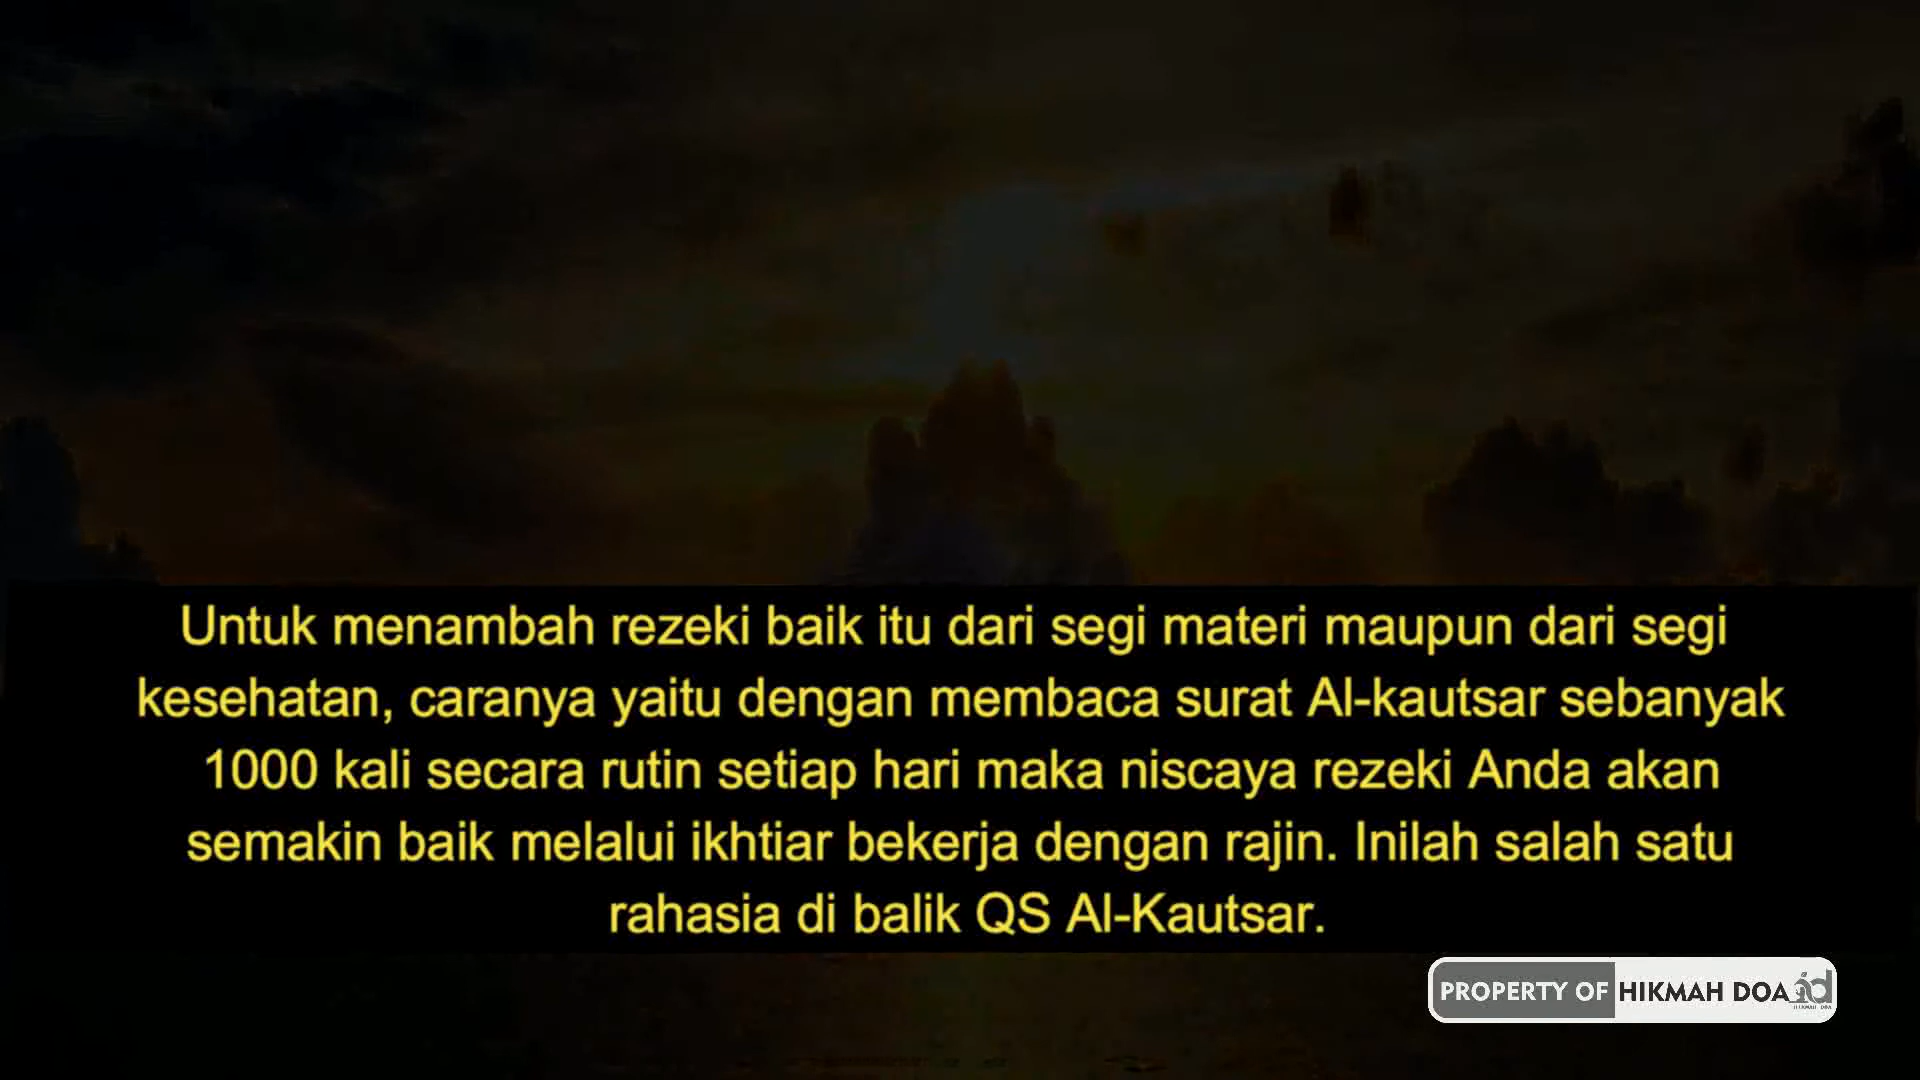 Untuk menambah rezeki baik itu dari segi materi maupun dari segi
kesehatan, caranya yaitu dengan membaca surat Al-kautsar sebanyak
1000 kali secara rutin setiap hari maka niscaya rezeki Anda akan
semakin baik melalui ikhtiar bekerja dengan rajin. Inilah salah satu
rahasia di balik QS Al-Kautsar.
PROPERTY OF HIKMAH DOA